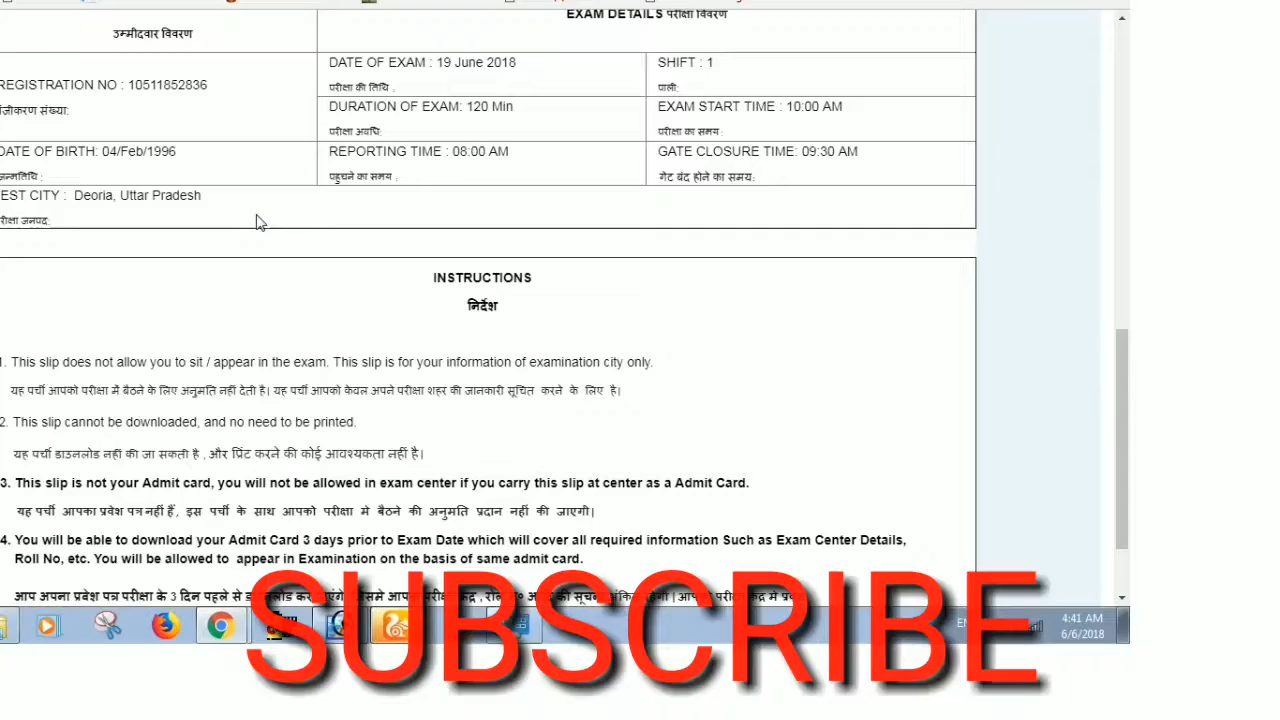 EXAM DETAILS परीक्षा विवरण
उम्मीदवार विवरण
DATE OF EXAM : 19 June 2018
SHIFT : 1
परीक्षा की तिथि :
पाली:
REGISTRATION NO : 10511852836
पंजीकरण संख्या:
DURATION OF EXAM: 120 Min
EXAM START TIME : 10:00 AM
परीक्षा अवधि:
परीक्षा का समय :
DATE OF BIRTH: 04/Feb/1996
REPORTING TIME : 08:00 AM
GATE CLOSURE TIME: 09:30 AM
जन्मतिथि :
पहुचने का समय :
गेट बंद होने का समय:
EST CITY : Deoria, Uttar Pradesh
परीक्षा जनपद:
INSTRUCTIONS
निर्देश
1. This slip does not allow you to sit / appear in the exam. This slip is for your information of examination city only.
यह पर्ची आपको परीक्षा में बैठने के लिए अनुमति नहीं देती है। यह पर्ची आपको केवल अपने परीक्षा शहर की जानकारी सूचित करने के लिए है।
2. This slip cannot be downloaded, and no need to be printed.
यह पर्ची डाउनलोड नहीं की जा सकती है , और प्रिंट करने की कोई आवश्यकता नहीं है।
3. This slip is not your Admit card, you will not be allowed in exam center if you carry this slip at center as a Admit Card.
यह पर्ची आपका प्रवेश पत्र नहीं हैं, इस पर्ची के साथ आपको परीक्षा मे बैठने की अनुमति प्रदान नहीं की जाएगी।
4. You will be able to download your Admit Card 3 days prior to Exam Date which will cover all required information Such as Exam Center Details,
Roll No, etc. You will be allowed to appear in Examination on the basis of same admit card.
आप अपना प्रवेश पत्र परीक्षा के 3 दिन पहले से
SUBSCRIBE
4:41 AM
6/6/2018